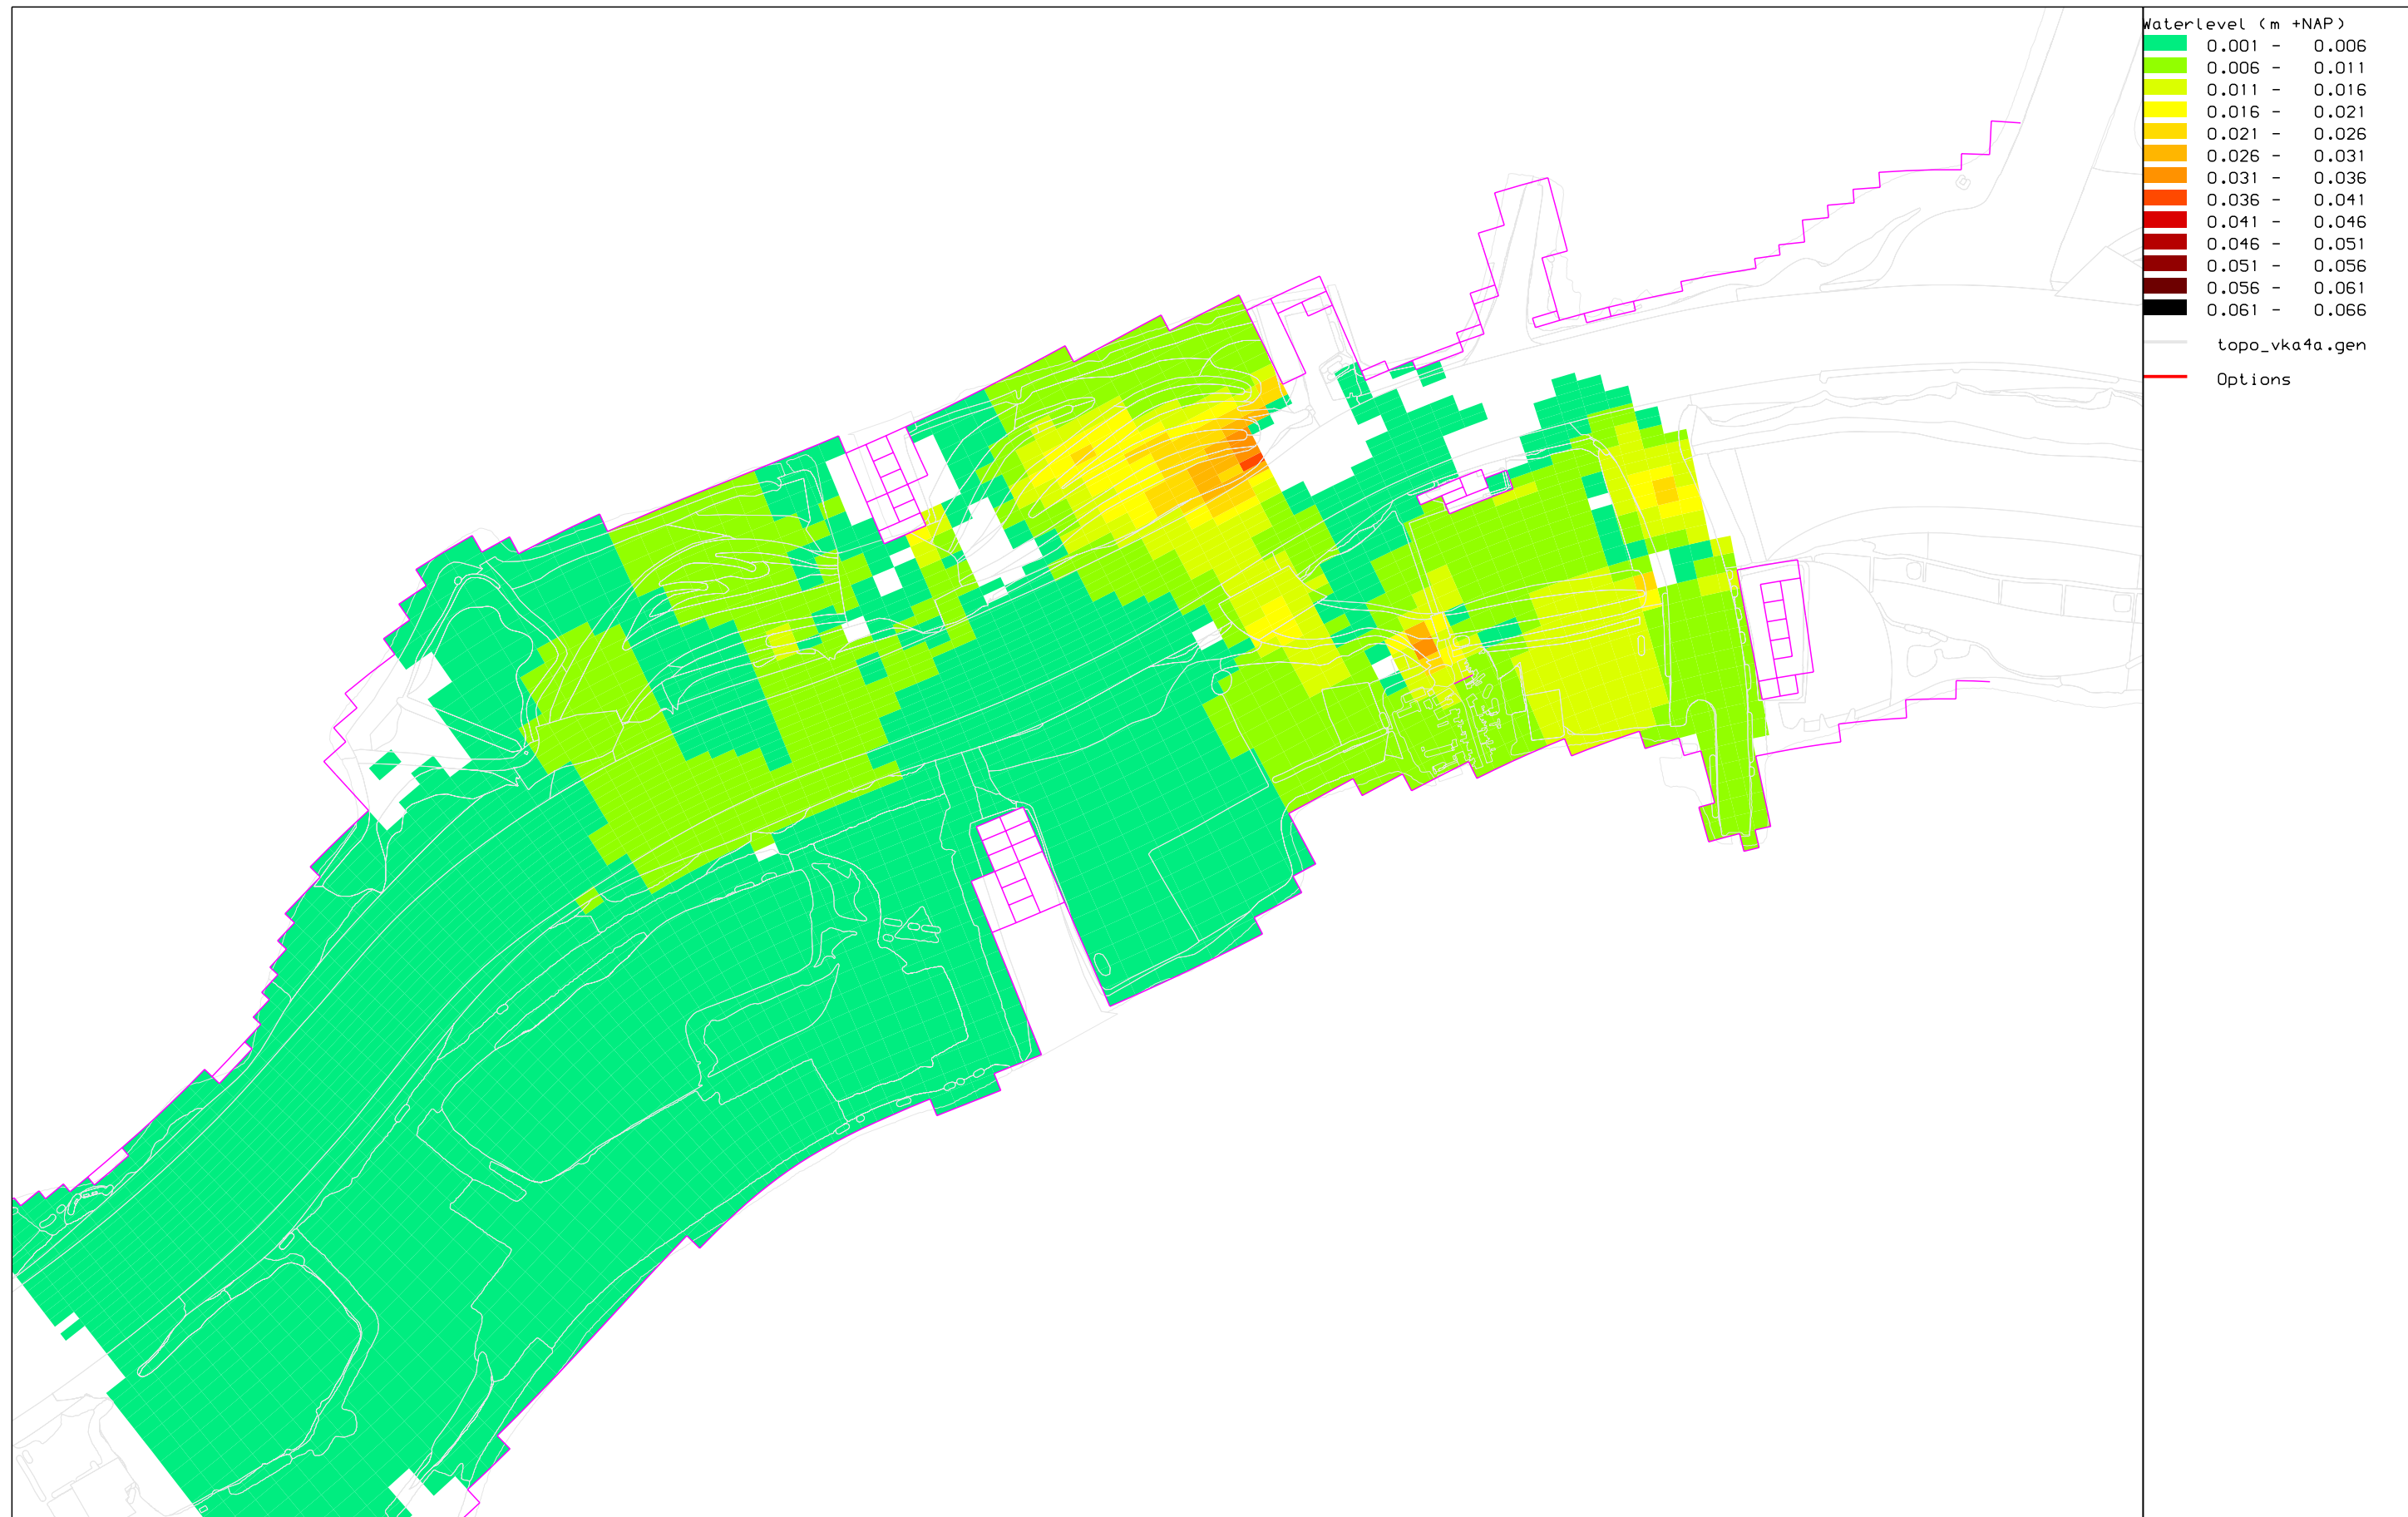 Waterlevel (m +NAP)
0.001 - 0.006
0.006 - 0.011
0.011 - 0.016
0.016 - 0.021
0.021 - 0.026
0.026 - 0.031
0.031 - 0.036
0.036 - 0.041
0.041 - 0.046
0.046 - 0.051
0.051 - 0.056
0.056 - 0.061
0.061 - 0.066
topo_vka4a.gen
Options